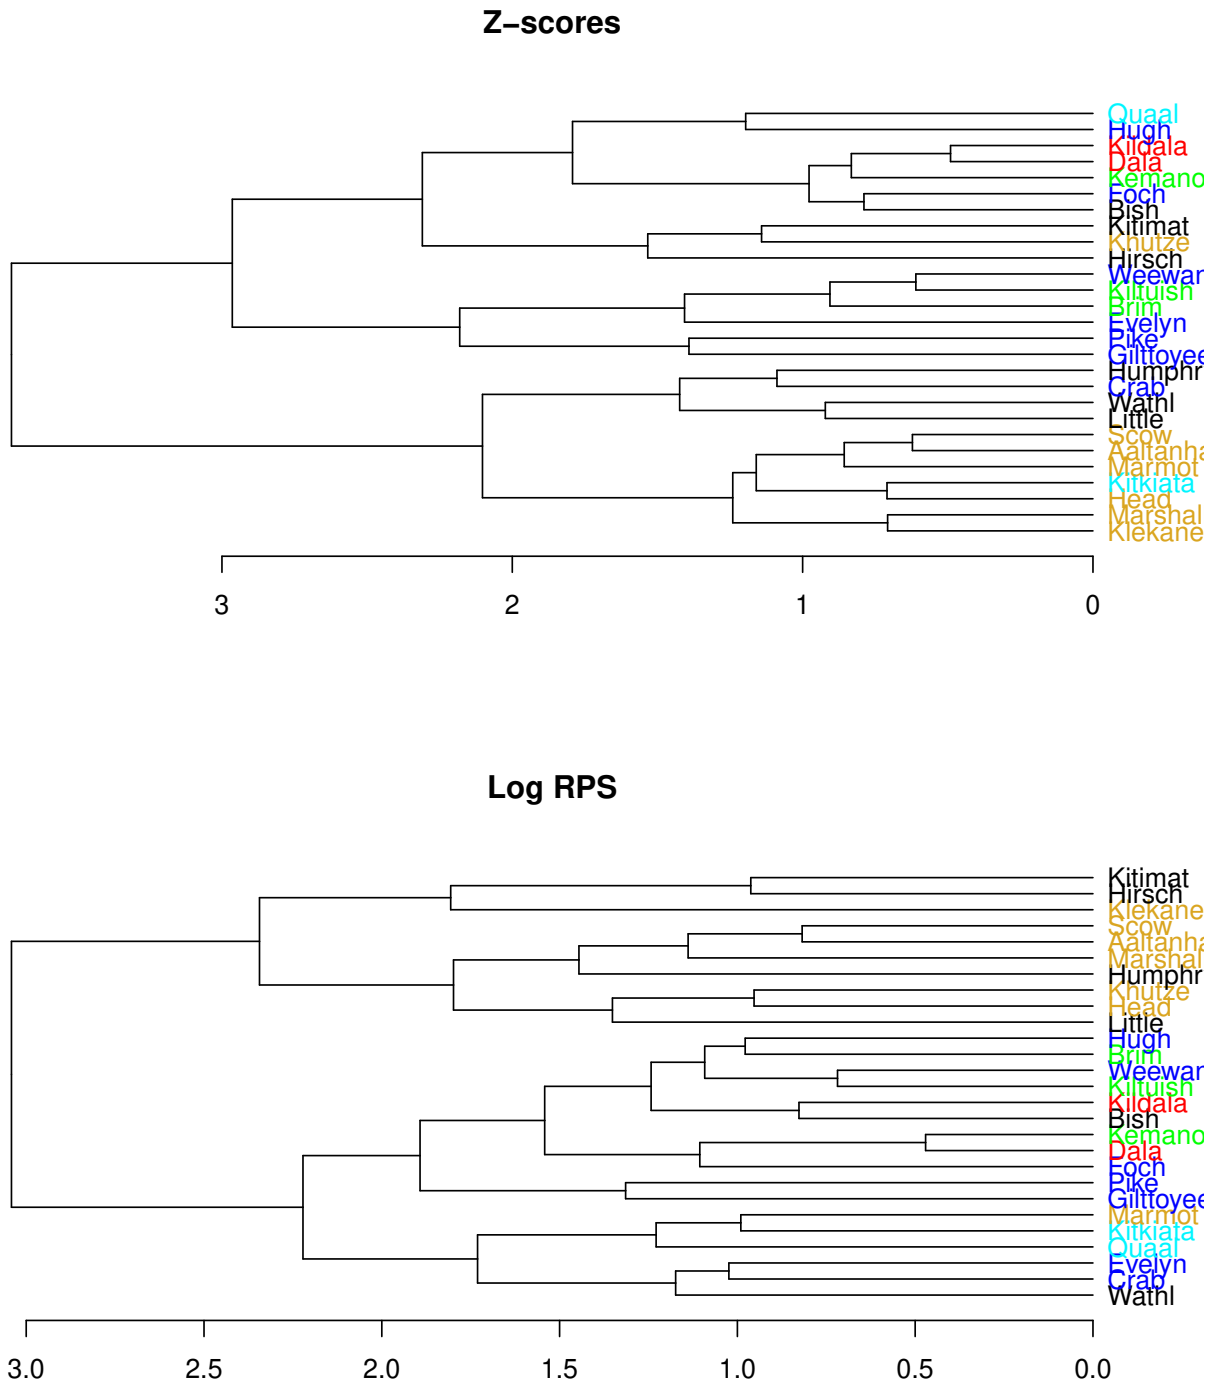 Z−scores
Quaal
Hugh
Kildala
Dala
Kemano
Foch
Bish
Kitimat
Khutze
Hirsch
Weewan
Kiltuish
Brim
Evelyn
Pike
Gilttoyee
Humphr
Crab
Wathl
Little
Scow
Aaltanha
Marmot
Kitkiata
Head
Marshal
Klekane
3 2 1 0
Log RPS
Kitimat
Hirsch
Klekane
Scow
Aaltanha
Marshal
Humphr
Khutze
Head
Little
Hugh
Brim
Weewan
Kiltuish
Kildala
Bish
Kemano
Dala
Foch
Pike
Gilttoyee
Marmot
Kitkiata
Quaal
Evelyn
Crab
Wathl
3.0 2.5 2.0 1.5 1.0 0.5 0.0